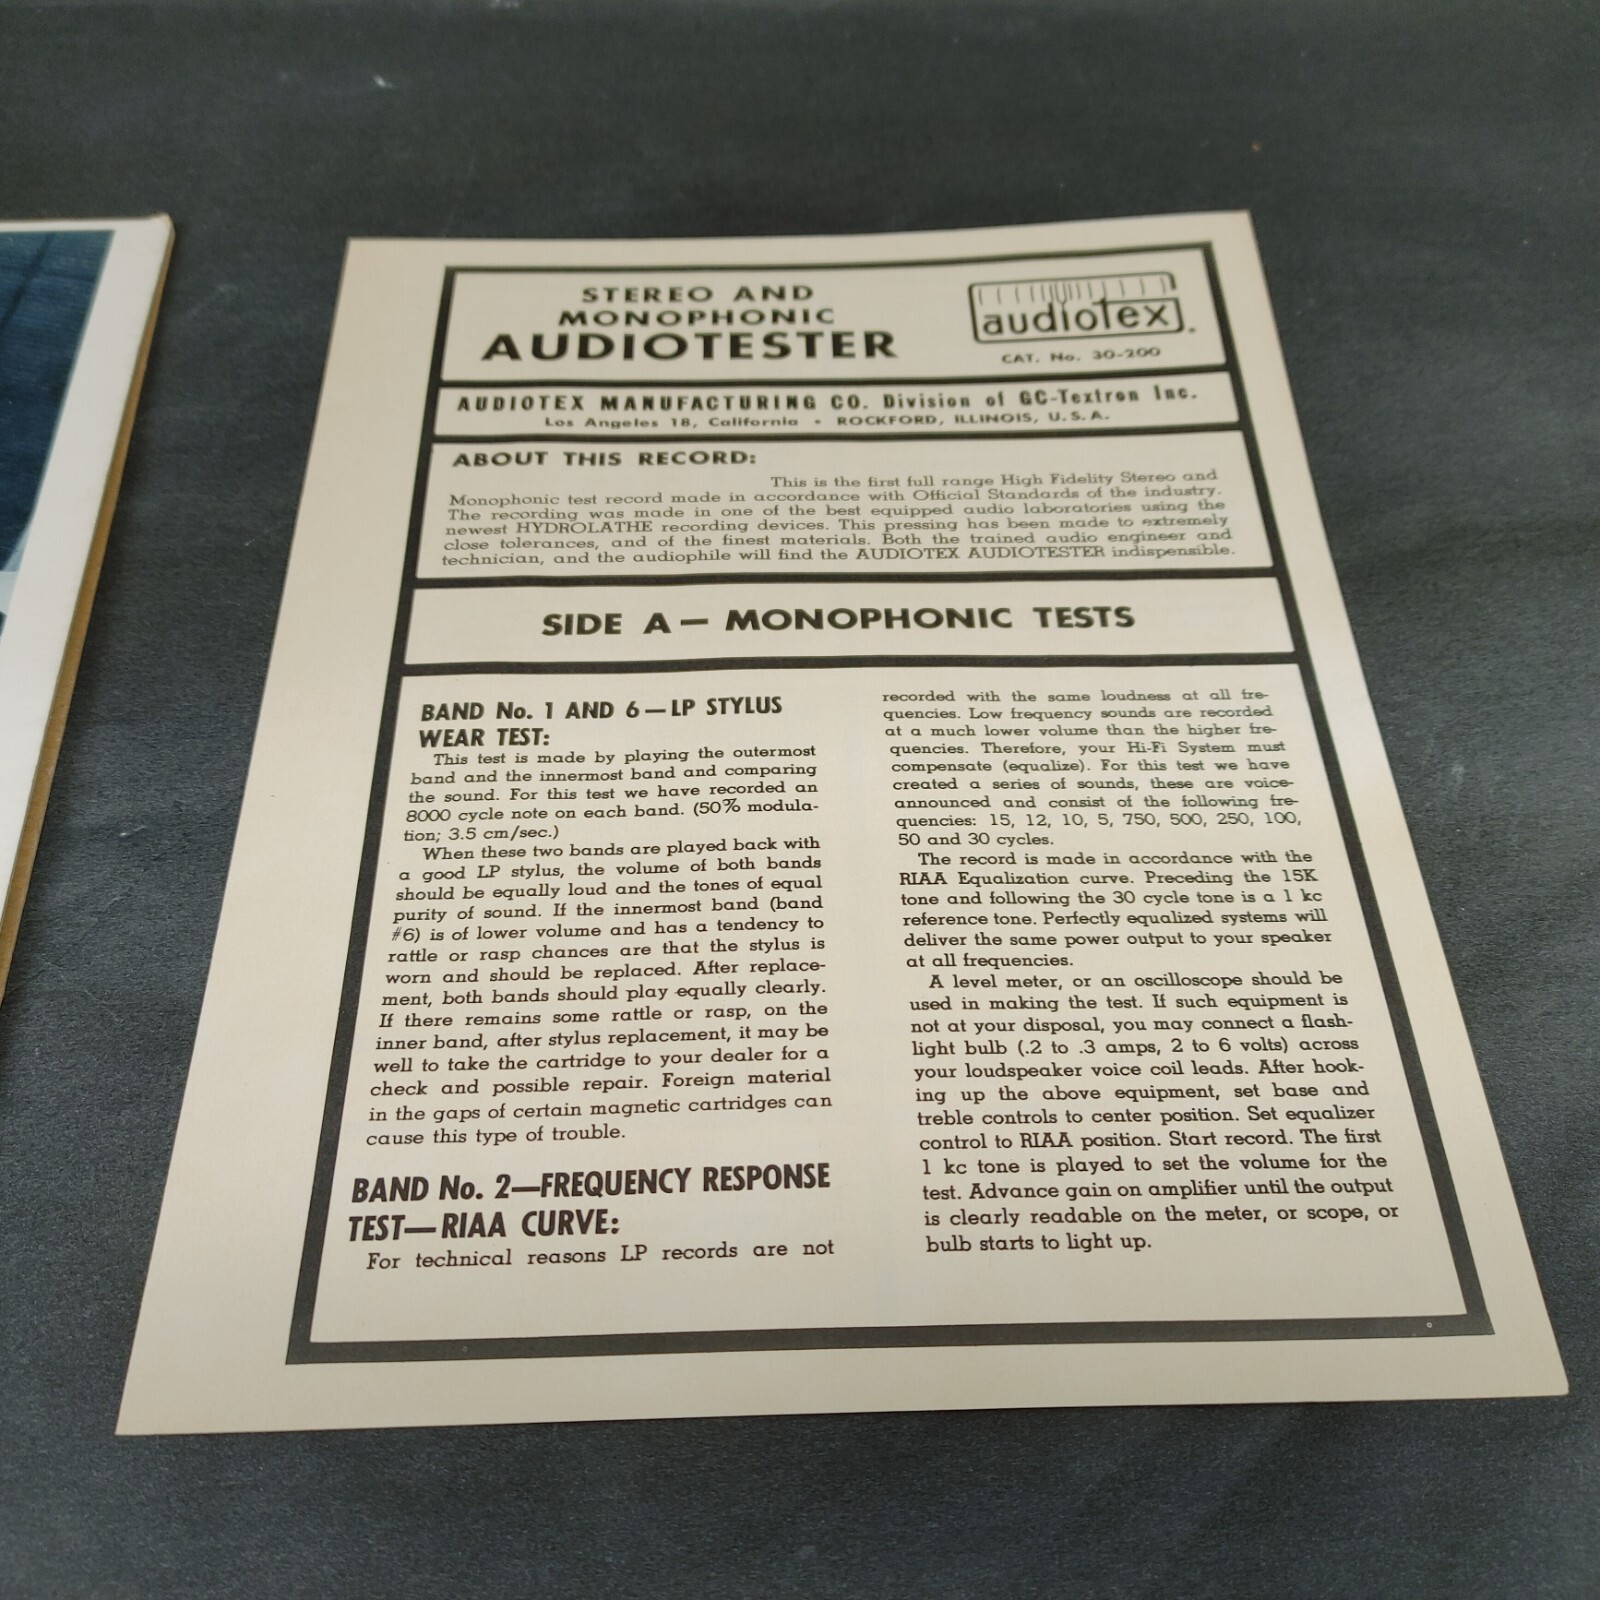 STEREO AND
MONOPHONIC
AUDIOTESTER
audiotex
CAT. No. 30-200
AUDIOTEX MANUFACTURING CO. Division of GC-Textron Inc.
Los Angeles 18, California • ROCKFORD, ILLINOIS, U.S.A.
ABOUT THIS RECORD:
This is the first full range High Fidelity Stereo and
Monophonic test record made in accordance with Official Standards of the industry.
The recording was made in one of the best equipped audio laboratories using the
newest HYDROLATHE recording devices. This pressing has been made to extremely
close tolerances, and of the finest materials. Both the trained audio engineer and
technician, and the audiophile will find the AUDIOTEX AUDIOTESTER indispensible.
SIDE A — MONOPHONIC TESTS
BAND No. 1 AND 6 — LP STYLUS
WEAR TEST:
This test is made by playing the outermost
band and the innermost band and comparing
the sound. For this test we have recorded an
8000 cycle note on each band. (50% modula-
tion; 3.5 cm/sec.)
When these two bands are played back with
a good LP stylus, the volume of both bands
should be equally loud and the tones of equal
purity of sound. If the innermost band (band
#6) is of lower volume and has a tendency to
rattle or rasp chances are that the stylus is
worn and should be replaced. After replace-
ment, both bands should play equally clearly.
If there remains some rattle or rasp, on the
inner band, after stylus replacement, it may be
well to take the cartridge to your dealer for a
check and possible repair. Foreign material
in the gaps of certain magnetic cartridges can
cause this type of trouble.
BAND No. 2—FREQUENCY RESPONSE
TEST—RIAA CURVE:
For technical reasons LP records are not
recorded with the same loudness at all fre-
quencies. Low frequency sounds are recorded
at a much lower volume than the higher fre-
quencies. Therefore, your Hi-Fi System must
compensate (equalize). For this test we have
created a series of sounds, these are voice-
announced and consist of the following fre-
quencies: 15, 12, 10, 5, 750, 500, 250, 100,
50 and 30 cycles.
The record is made in accordance with the
RIAA Equalization curve. Preceding the 15K
tone and following the 30 cycle tone is a 1 kc
reference tone. Perfectly equalized systems will
deliver the same power output to your speaker
at all frequencies.
A level meter, or an oscilloscope should be
used in making the test. If such equipment is
not at your disposal, you may connect a flash-
light bulb (.2 to .3 amps, 2 to 6 volts) across
your loudspeaker voice coil leads. After hook-
ing up the above equipment, set base and
treble controls to center position. Set equalizer
control to RIAA position. Start record. The first
1 kc tone is played to set the volume for the
test. Advance gain on amplifier until the output
is clearly readable on the meter, or scope, or
bulb starts to light up.